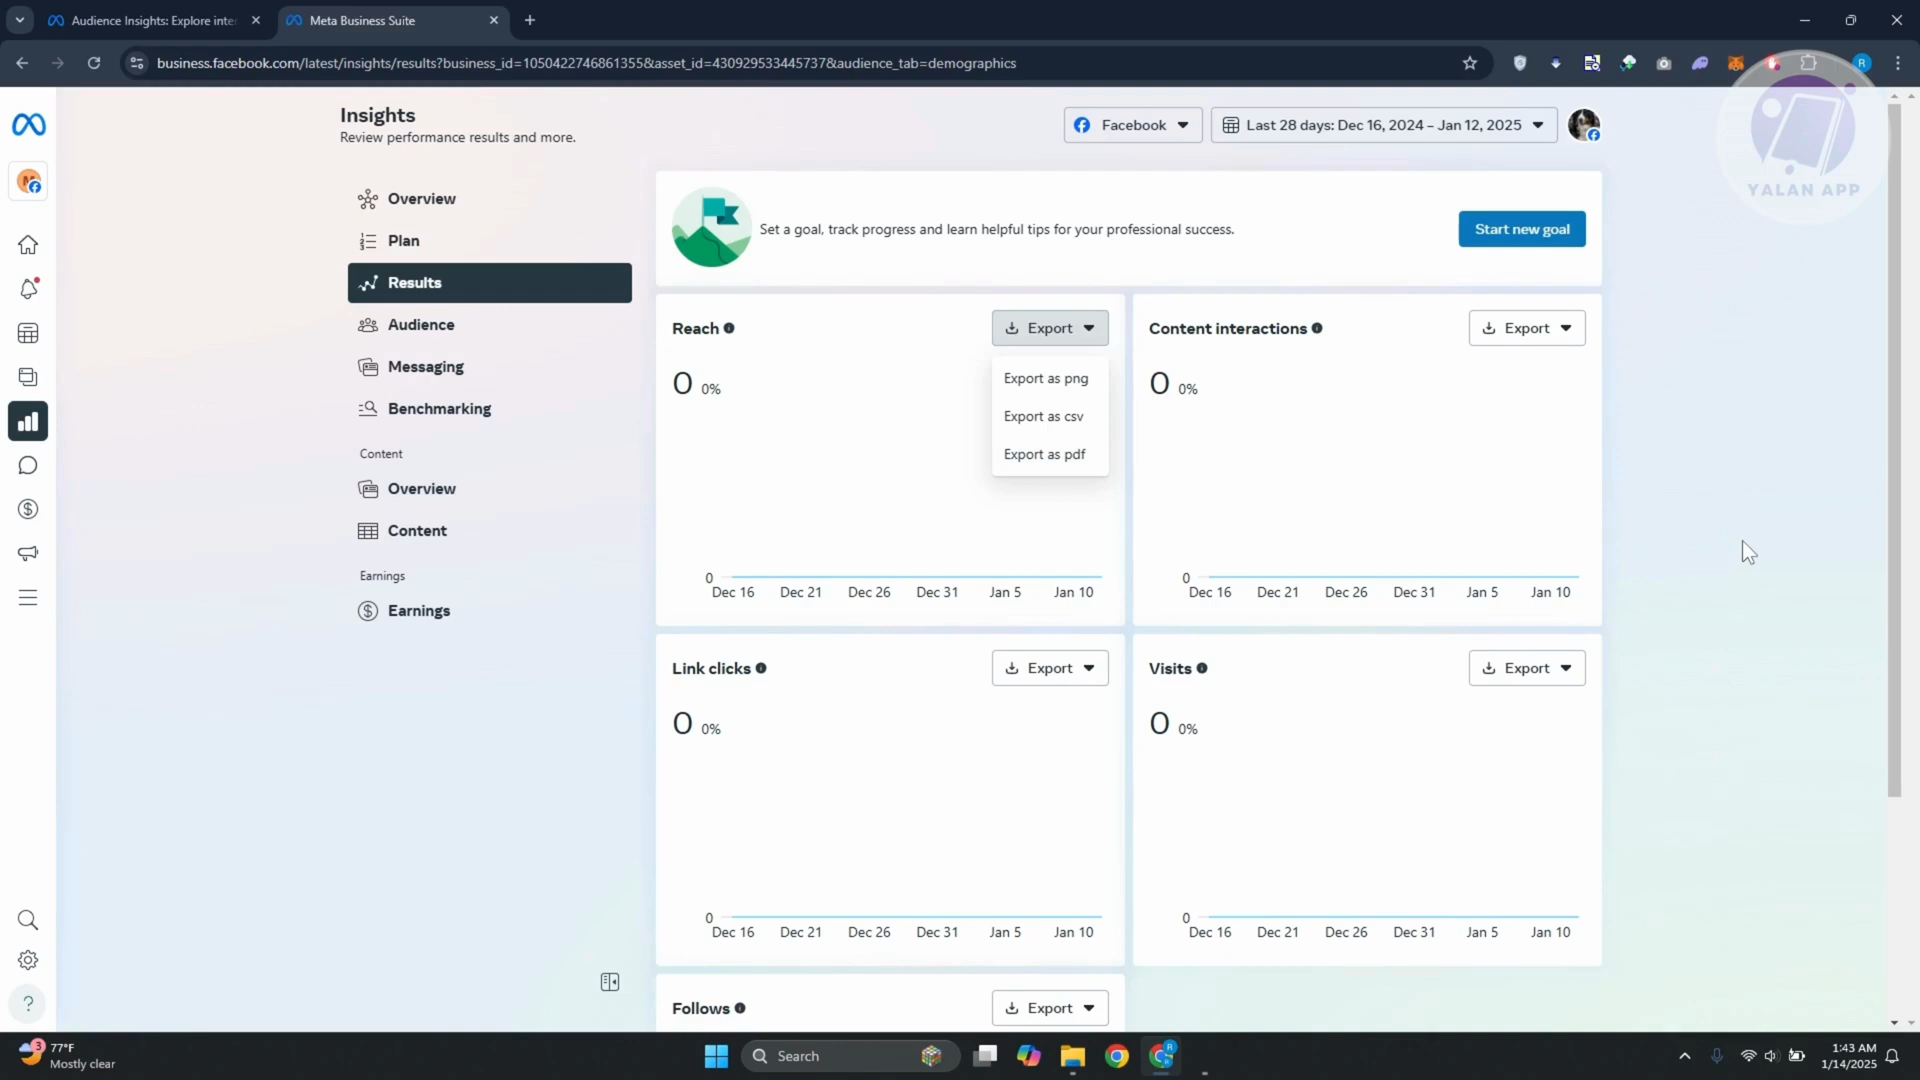 Audience Insights: Explore inter
Meta Business Suite
business.facebook.com/latest/insights/results?business_id=1050422746861355&asset_id=430929533445737&audience_tab=demographics
R
YALAN APP
Insights
Review performance results and more.
Facebook
Last 28 days: Dec 16, 2024 – Jan 12, 2025
Overview
Plan
Results
Audience
Messaging
Benchmarking
Content
Overview
Content
Earnings
Earnings
Set a goal, track progress and learn helpful tips for your professional success.
Start new goal
Reach
Export
0 0%
Export as png
Export as csv
Export as pdf
0
Dec 16 Dec 21 Dec 26 Dec 31 Jan 5 Jan 10
Content interactions
Export
0 0%
0
Dec 16 Dec 21 Dec 26 Dec 31 Jan 5 Jan 10
Link clicks
Export
0 0%
0
Dec 16 Dec 21 Dec 26 Dec 31 Jan 5 Jan 10
Visits
Export
0 0%
0
Dec 16 Dec 21 Dec 26 Dec 31 Jan 5 Jan 10
Follows
Export
3
77°F
Mostly clear
Search
R
1:43 AM
1/14/2025